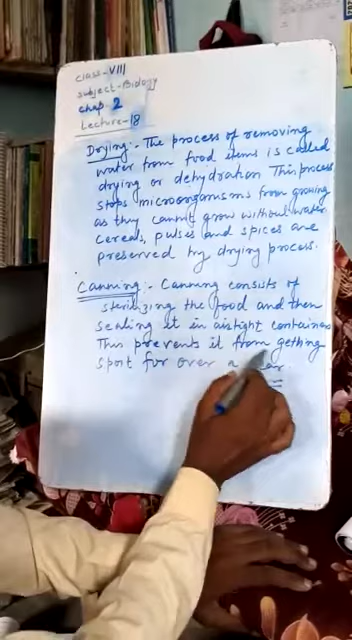 class-VIII
subject-Biology
chap 2
Lecture-18
Drying:- The process of removing
water from food items is called
drying or dehydration This process
stops microorganisms from growing
as they cannot grow without water
Cereals, pulses and spices are
preserved by drying process.
Canning:- Canning consists of
sterilizing the food and then
sealing it in airtight containers
This prevents it from gething
sport for over a